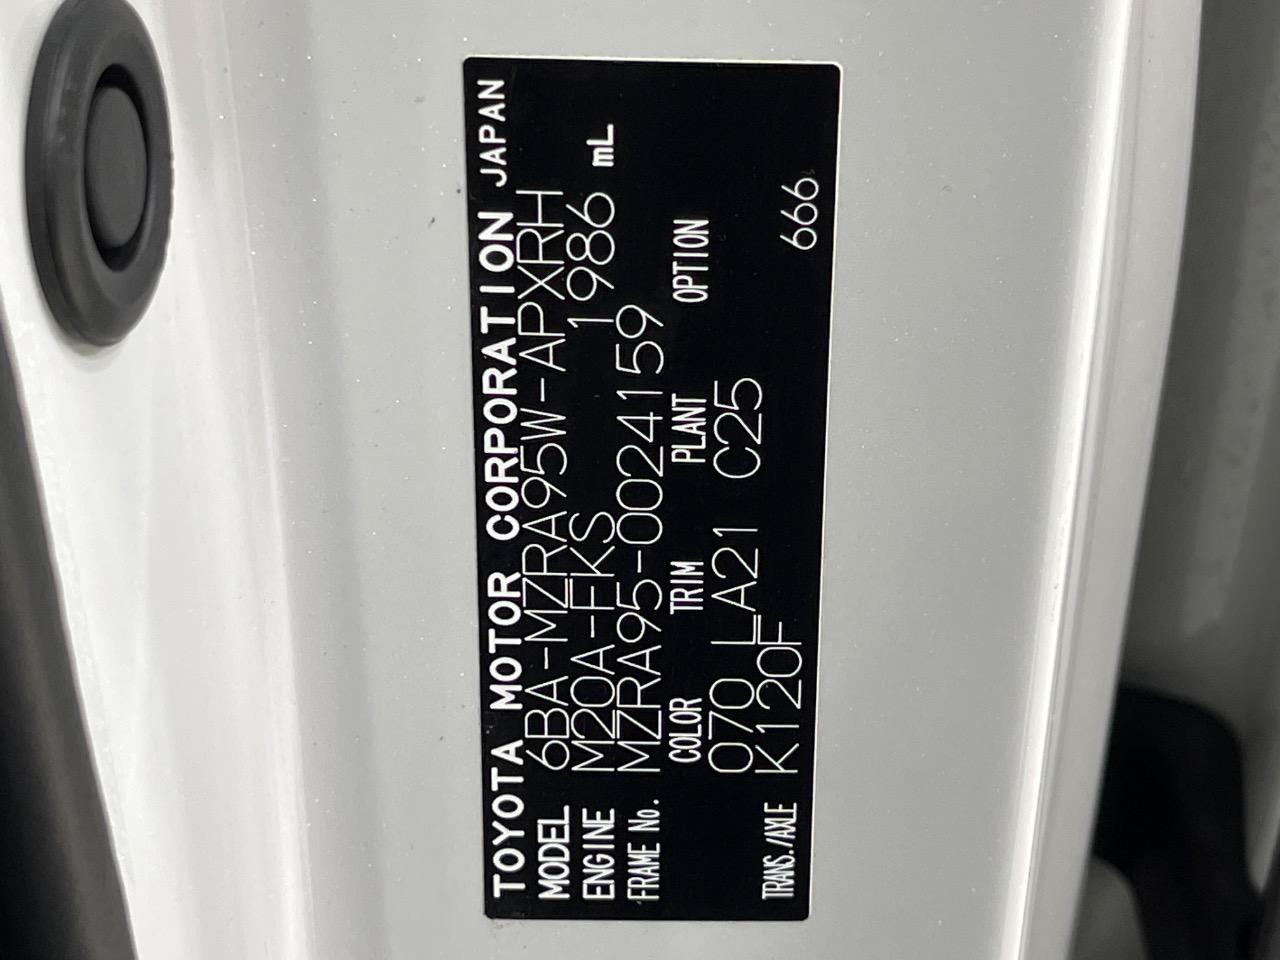 TOYOTA MOTOR CORPORATION JAPAN
MODEL 6BA-MZRA95W-APXRH
ENGINE M20A-FKS 1986 mL
FRAME No. MZRA95-0024159
COLOR TRIM PLANT OPTION
070 LA21 C25
TRANS./AXLE K120F 666